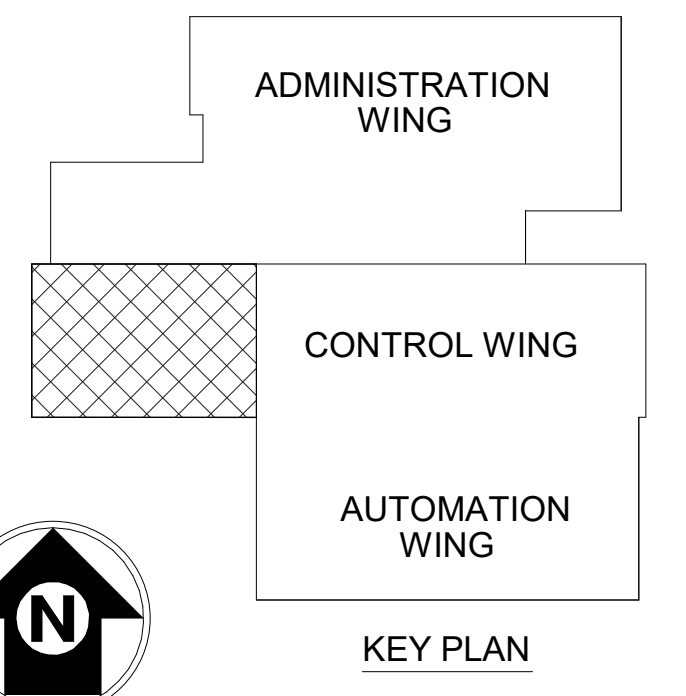 ADMINISTRATION
WING
CONTROL WING
AUTOMATION
WING
N
KEY PLAN